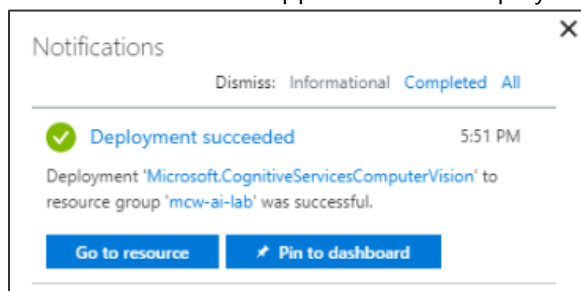 Notifications
Dismiss: Informational Completed All
Deployment succeeded 5:51 PM
Deployment 'Microsoft.CognitiveServicesComputerVision' to
resource group 'mcw-ai-lab' was successful.
Go to resource Pin to dashboard